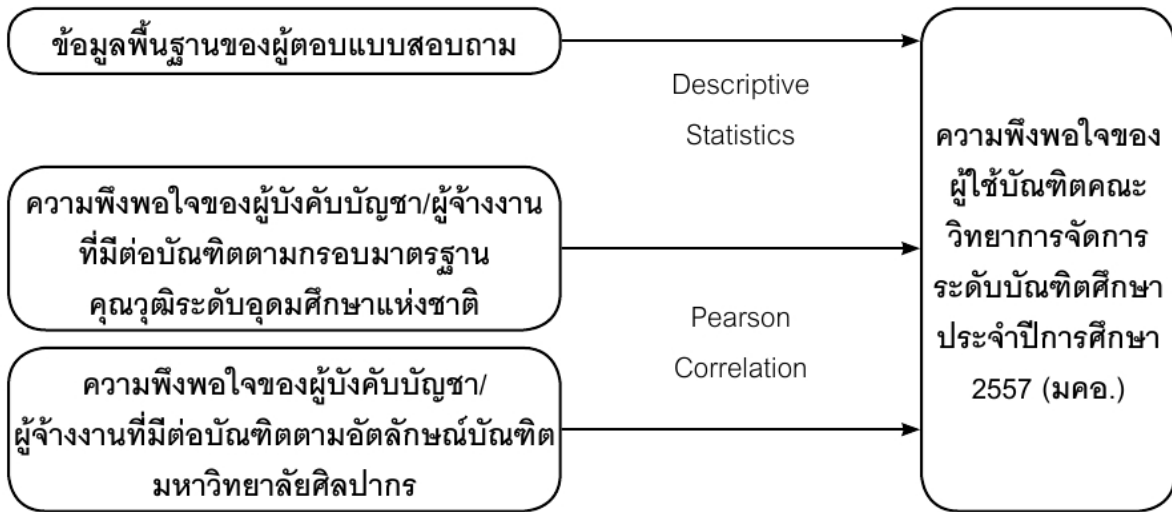 ข้อมูลพื้นฐานของผู้ตอบแบบสอบถาม
Descriptive
Statistics
ความพึงพอใจของผู้บังคับบัญชา/ผู้จ้างงาน
ที่มีต่อบัณฑิตตามกรอบมาตรฐาน
คุณวุฒิระดับอุดมศึกษาแห่งชาติ
Pearson
Correlation
ความพึงพอใจของผู้บังคับบัญชา/
ผู้จ้างงานที่มีต่อบัณฑิตตามอัตลักษณ์บัณฑิต
มหาวิทยาลัยศิลปากร
ความพึงพอใจของ
ผู้ใช้บัณฑิตคณะ
วิทยาการจัดการ
ระดับบัณฑิตศึกษา
ประจำปีการศึกษา
2557 (มคอ.)